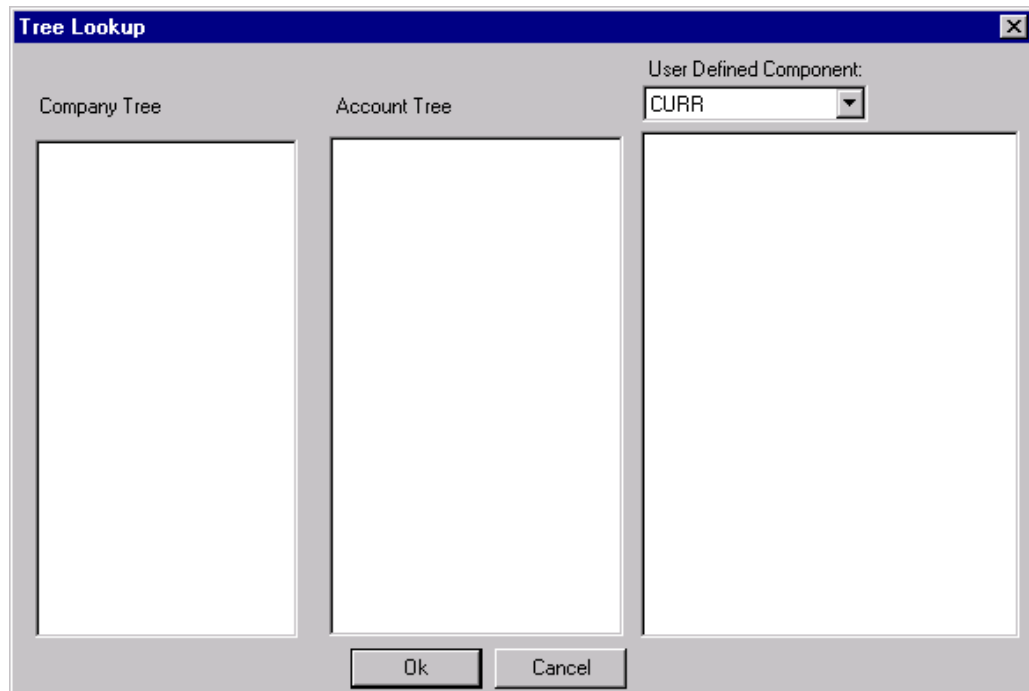 Tree Lookup
User Defined Component:
Company Tree
Account Tree
CURR
Ok
Cancel